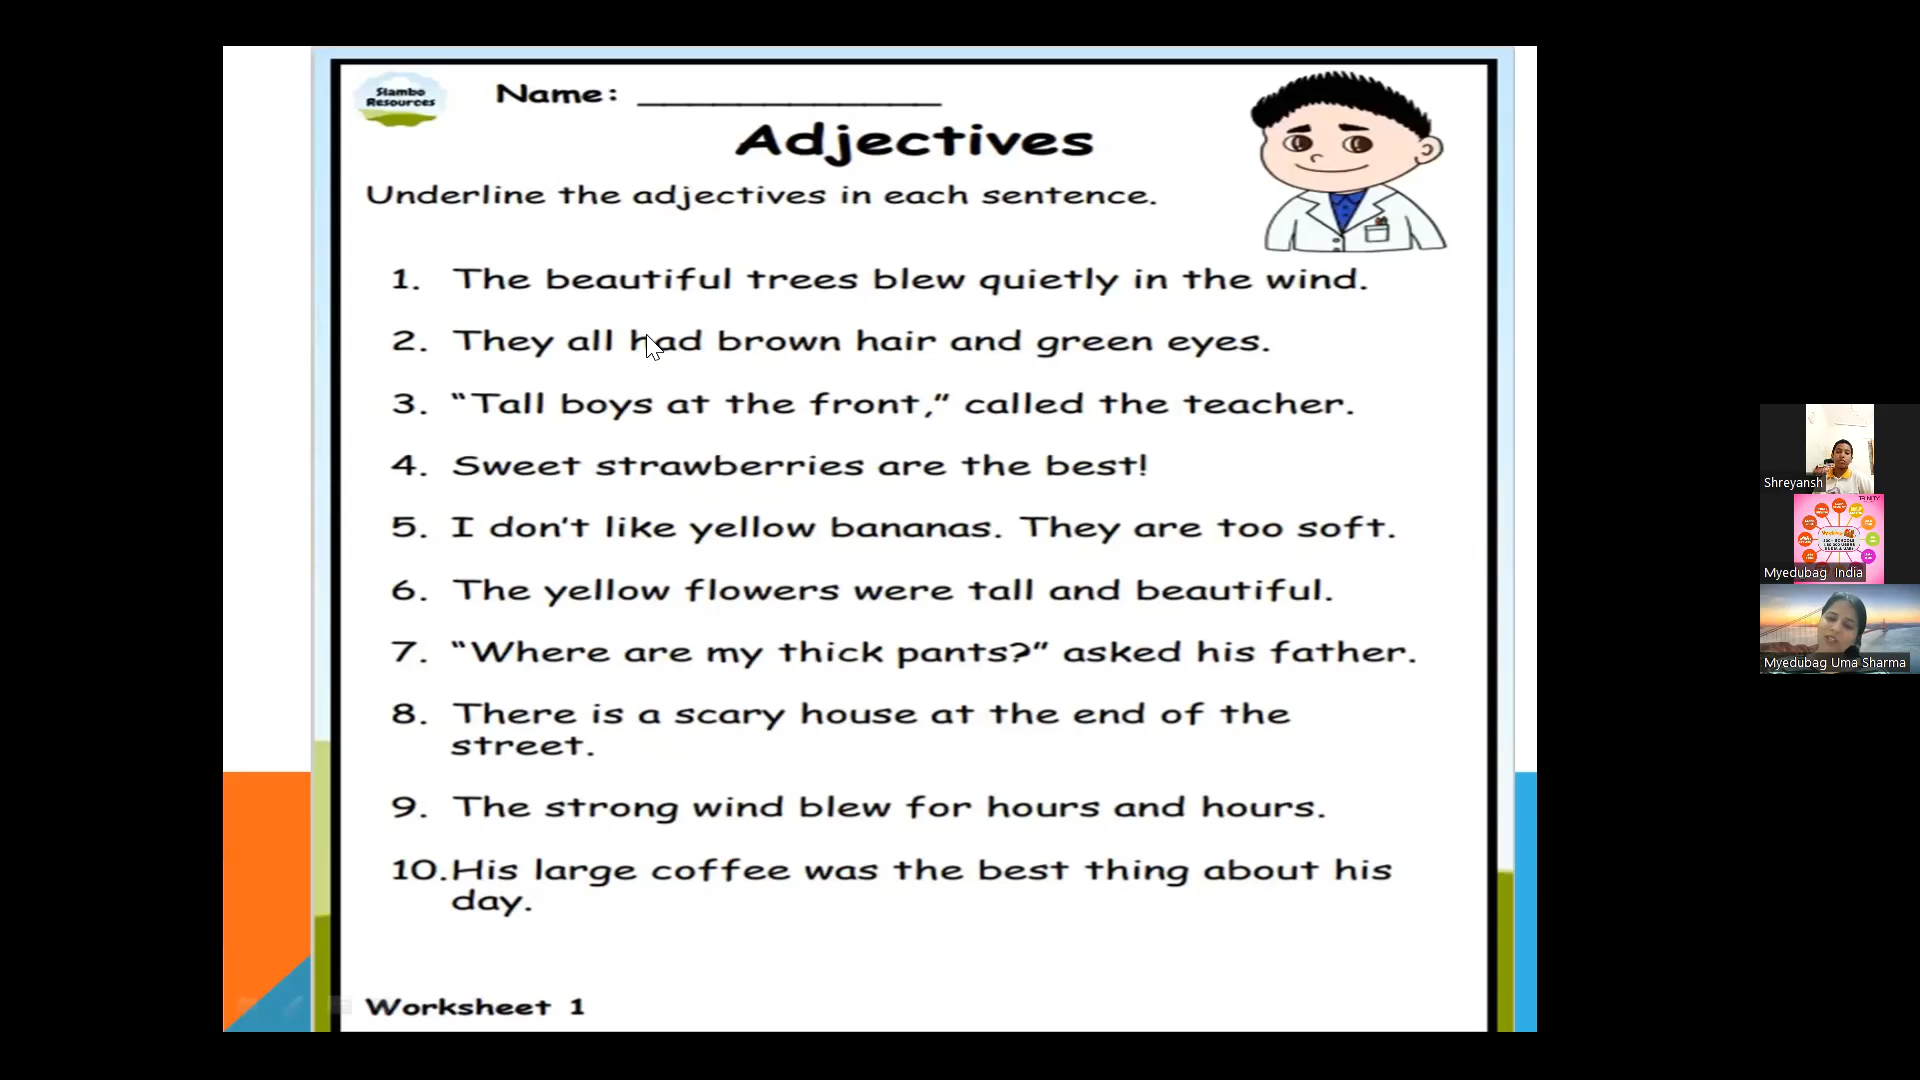 Slambo
Resources
Name: _______________
Adjectives
Underline the adjectives in each sentence.
1. The beautiful trees blew quietly in the wind.
2. They all had brown hair and green eyes.
3. “Tall boys at the front,” called the teacher.
4. Sweet strawberries are the best!
5. I don't like yellow bananas. They are too soft.
6. The yellow flowers were tall and beautiful.
7. “Where are my thick pants?” asked his father.
8. There is a scary house at the end of the
street.
9. The strong wind blew for hours and hours.
10. His large coffee was the best thing about his
day.
Worksheet 1
Shreyansh
TRINITY
Myedubag India
Myedubag Uma Sharma